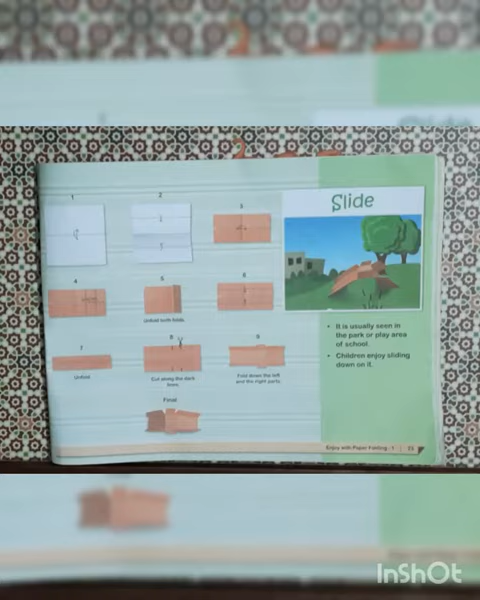 Slide
1
2
3
4
5
6
Unfold both folds.
7
8
9
Unfold.
Cut along the dark
lines.
Fold down the left
and the right parts.
Final
• It is usually seen in
the park or play area
of school.
• Children enjoy sliding
down on it.
Enjoy with Paper Folding - 1
InShOt